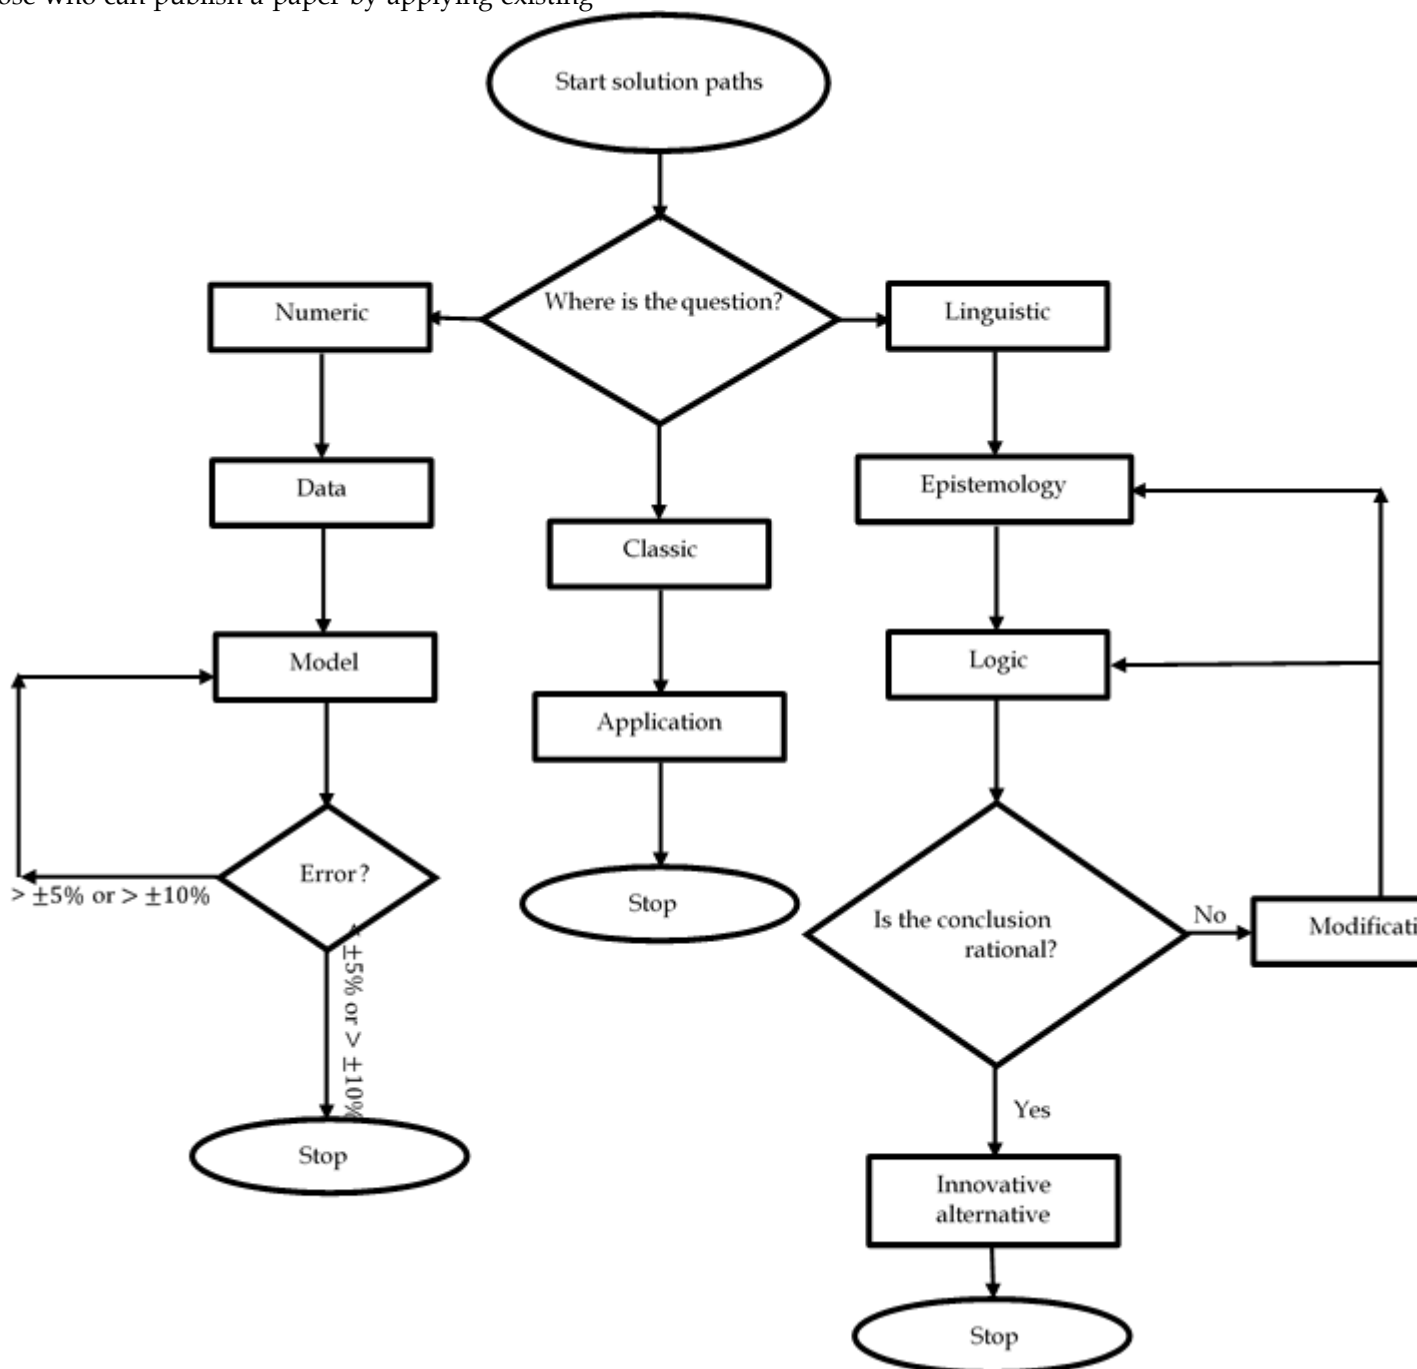 ose who can publish a paper by applying existing
Start solution paths
Where is the question?
Numeric
Linguistic
Data
Epistemology
Classic
Model
Logic
Application
Error?
> ±5% or > ±10%
±5% or > ±10%
Stop
Is the conclusion
rational?
No
Modificati
Yes
Stop
Innovative
alternative
Stop